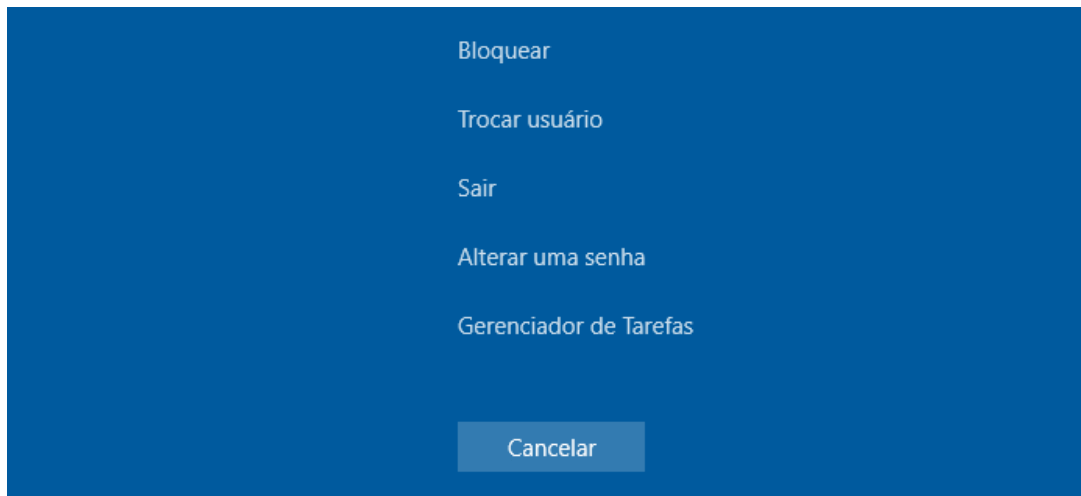 Bloquear
Trocar usuário
Sair
Alterar uma senha
Gerenciador de Tarefas
Cancelar